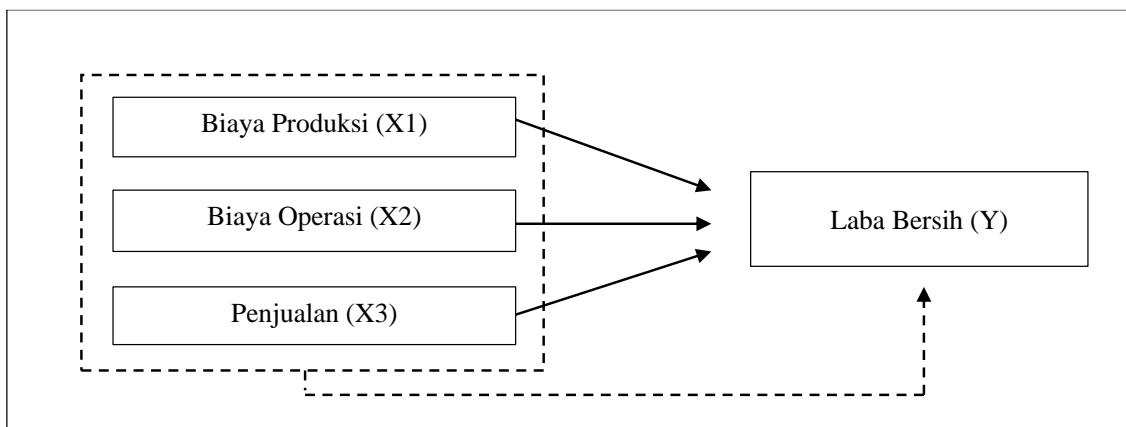 Biaya Produksi (X1)
Biaya Operasi (X2)
Laba Bersih (Y)
Penjualan (X3)